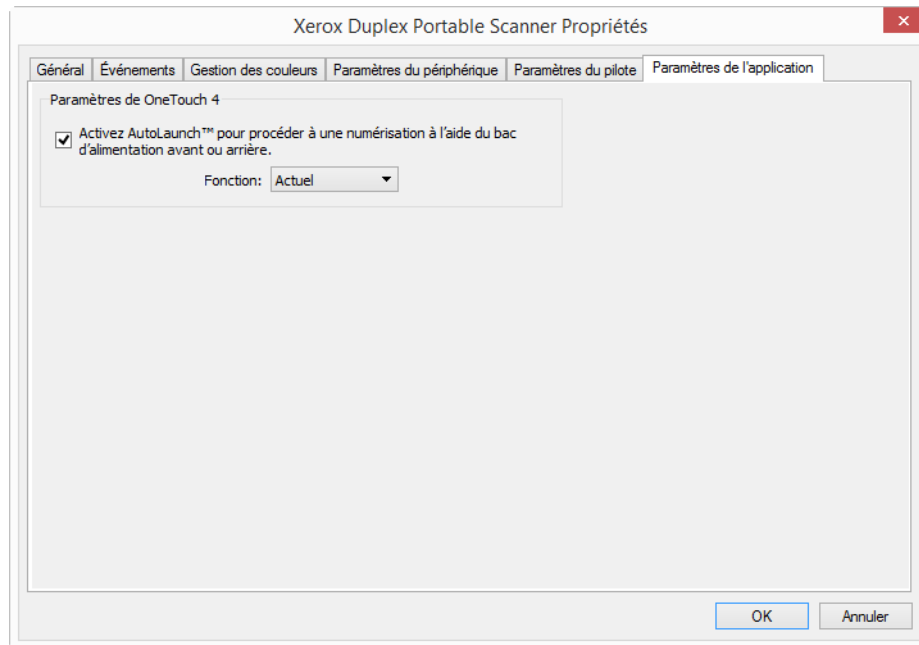 Xerox Duplex Portable Scanner Propriétés
Général Événements Gestion des couleurs Paramètres du périphérique Paramètres du pilote Paramètres de l'application
Paramètres de OneTouch 4
Activez AutoLaunch™ pour procéder à une numérisation à l'aide du bac
d'alimentation avant ou arrière.
Fonction: Actuel
OK Annuler